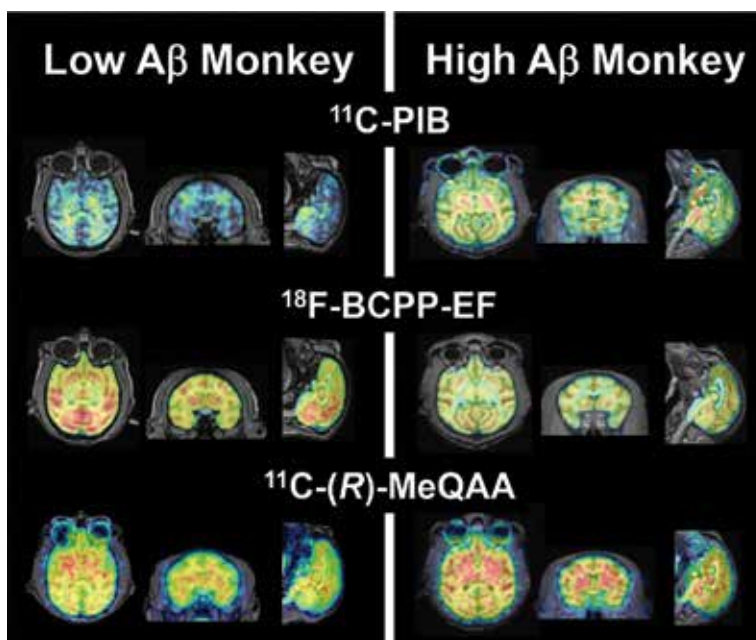 Low Aβ Monkey
High Aβ Monkey
¹¹C-PIB
¹⁸F-BCPP-EF
¹¹C-(R)-MeQAA